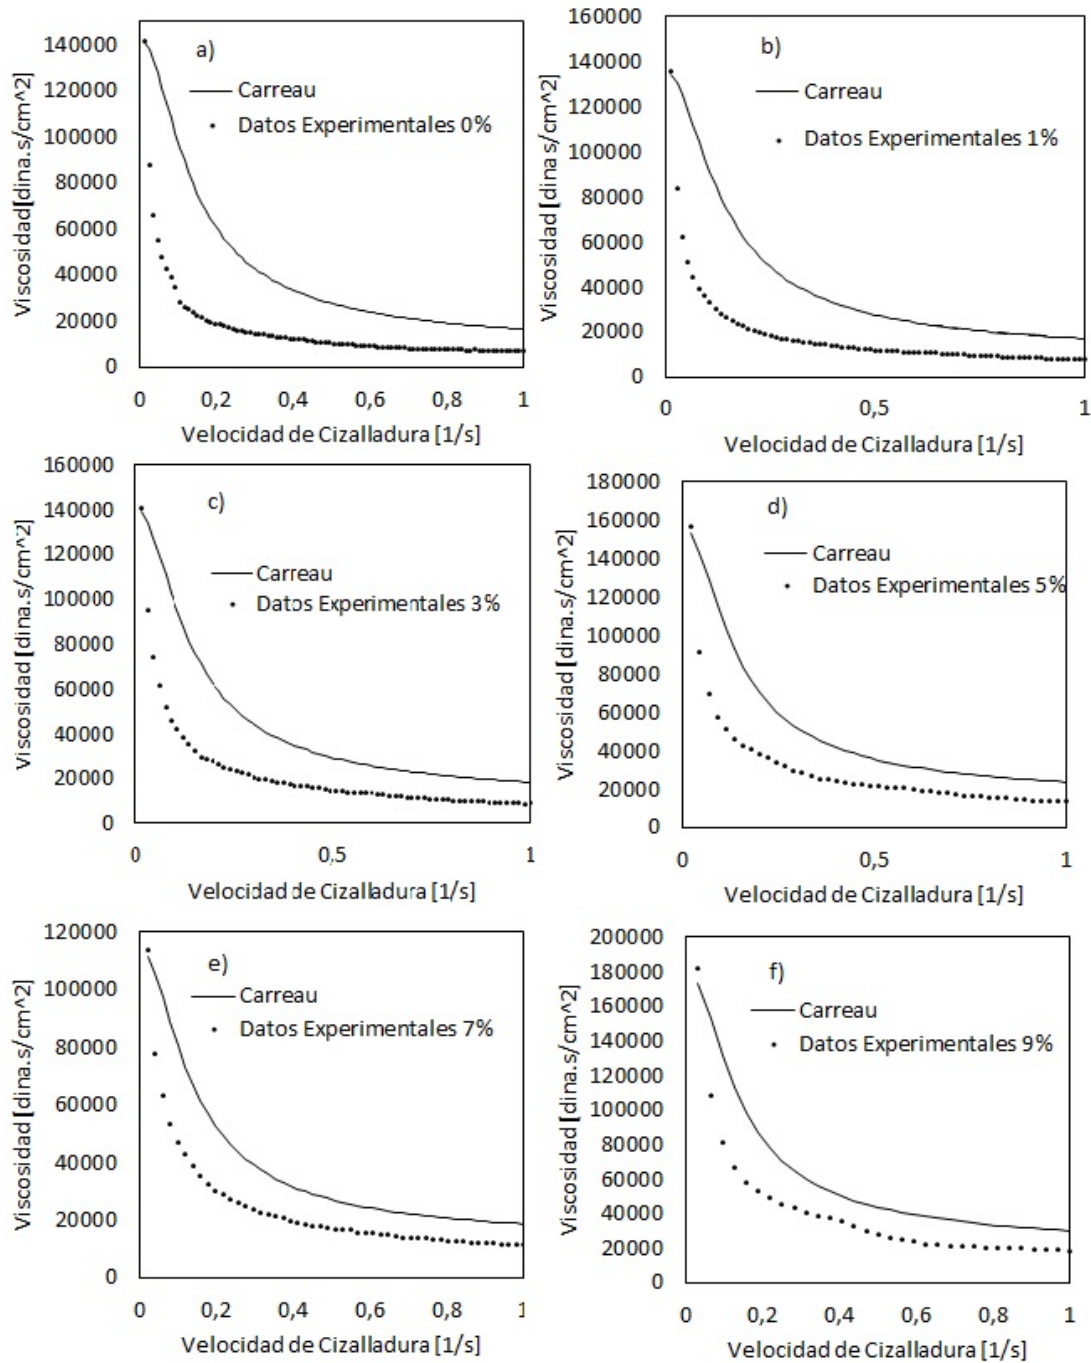 a)
Viscosidad[dina.s/cm^2]
140000
120000
100000
80000
60000
40000
20000
0
Carreau
Datos Experimentales 0%
0 0,2 0,4 0,6 0,8 1
Velocidad de Cizalladura [1/s]
b)
Viscosidad [dina.s/cm^2]
160000
140000
120000
100000
80000
60000
40000
20000
0
Carreau
Datos Experimentales 1%
0 0,5 1
Velocidad de Cizalladura [1/s]
c)
Viscosidad [dina.s/cm^2]
160000
140000
120000
100000
80000
60000
40000
20000
0
Carreau
Datos Experimentales 3%
0 0,5 1
Velocidad de Cizalladura [1/s]
d)
Viscosidad [dina.s/cm^2]
180000
160000
140000
120000
100000
80000
60000
40000
20000
0
Carreau
Datos Experimentales 5%
0 0,5 1
Velocidad de Cizalladura [1/s]
e)
Viscosidad [dina.s/cm^2]
120000
100000
80000
60000
40000
20000
0
Carreau
Datos Experimentales 7%
0 0,2 0,4 0,6 0,8 1
Velocidad de Cizalladura [1/s]
f)
Viscosidad [dina.s/cm^2]
200000
180000
160000
140000
120000
100000
80000
60000
40000
20000
0
Carreau
Datos Experimentales 9%
0 0,2 0,4 0,6 0,8 1
Velocidad de Cizalladura [1/s]